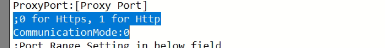 ProxyPort:[Proxy Port]
;0 for Https, 1 for Http
CommunicationMode:0
;Port Range Setting in below field